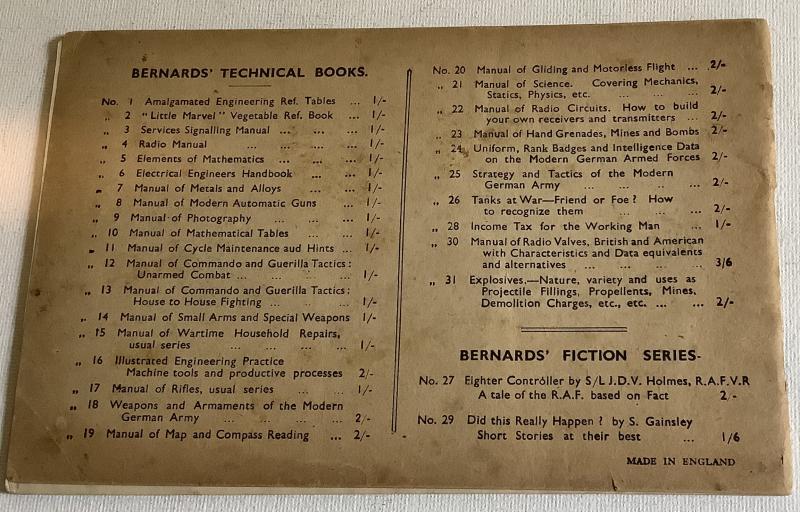 BERNARDS' TECHNICAL BOOKS.
No. 1 Amalgamated Engineering Ref. Tables ... 1/-
„ 2 "Little Marvel" Vegetable Ref. Book ... 1/-
„ 3 Services Signalling Manual ... ... ... 1/-
„ 4 Radio Manual ... ... ... ... 1/-
„ 5 Elements of Mathematics ... ... ... 1/-
„ 6 Electrical Engineers Handbook ... ... 1/-
„ 7 Manual of Metals and Alloys ... ... 1/-
„ 8 Manual of Modern Automatic Guns ... 1/-
„ 9 Manual of Photography ... ... ... 1/-
„ 10 Manual of Mathematical Tables ... ... 1/-
„ 11 Manual of Cycle Maintenance aud Hints ... 1/-
„ 12 Manual of Commando and Guerilla Tactics:
Unarmed Combat ... ... ... ... 1/-
„ 13 Manual of Commando and Guerilla Tactics:
House to House Fighting ... ... ... 1/-
„ 14 Manual of Small Arms and Special Weapons 1/-
„ 15 Manual of Wartime Household Repairs,
usual series ... ... ... ... 1/-
„ 16 Illustrated Engineering Practice
Machine tools and productive processes 2/-
„ 17 Manual of Rifles, usual series ... ... 1/-
„ 18 Weapons and Armaments of the Modern
German Army ... ... ... ... 2/-
„ 19 Manual of Map and Compass Reading ... 2/-
No. 20 Manual of Gliding and Motorless Flight ... 2/-
„ 21 Manual of Science. Covering Mechanics,
Statics, Physics, etc. ... ... ... 2/-
„ 22 Manual of Radio Circuits. How to build
your own receivers and transmitters ... 2/-
„ 23 Manual of Hand Grenades, Mines and Bombs 2/-
„ 24 Uniform, Rank Badges and Intelligence Data
on the Modern German Armed Forces 2/-
„ 25 Strategy and Tactics of the Modern
German Army ... ... ... ... 2/-
„ 26 Tanks at War—Friend or Foe? How
to recognize them ... ... ... 2/-
„ 28 Income Tax for the Working Man ... 1/-
„ 30 Manual of Radio Valves, British and American
with Characteristics and Data equivalents
and alternatives ... ... ... ... 3/6
„ 31 Explosives.—Nature, variety and uses as
Projectile Fillings, Propellents, Mines,
Demolition Charges, etc., etc. ... ... 2/-
BERNARDS' FICTION SERIES-
No. 27 Fighter Controller by S/L J.D.V. Holmes, R.A.F.V.R
A tale of the R.A.F. based on Fact 2/-
No. 29 Did this Really Happen? by S. Gainsley
Short Stories at their best ... 1/6
MADE IN ENGLAND